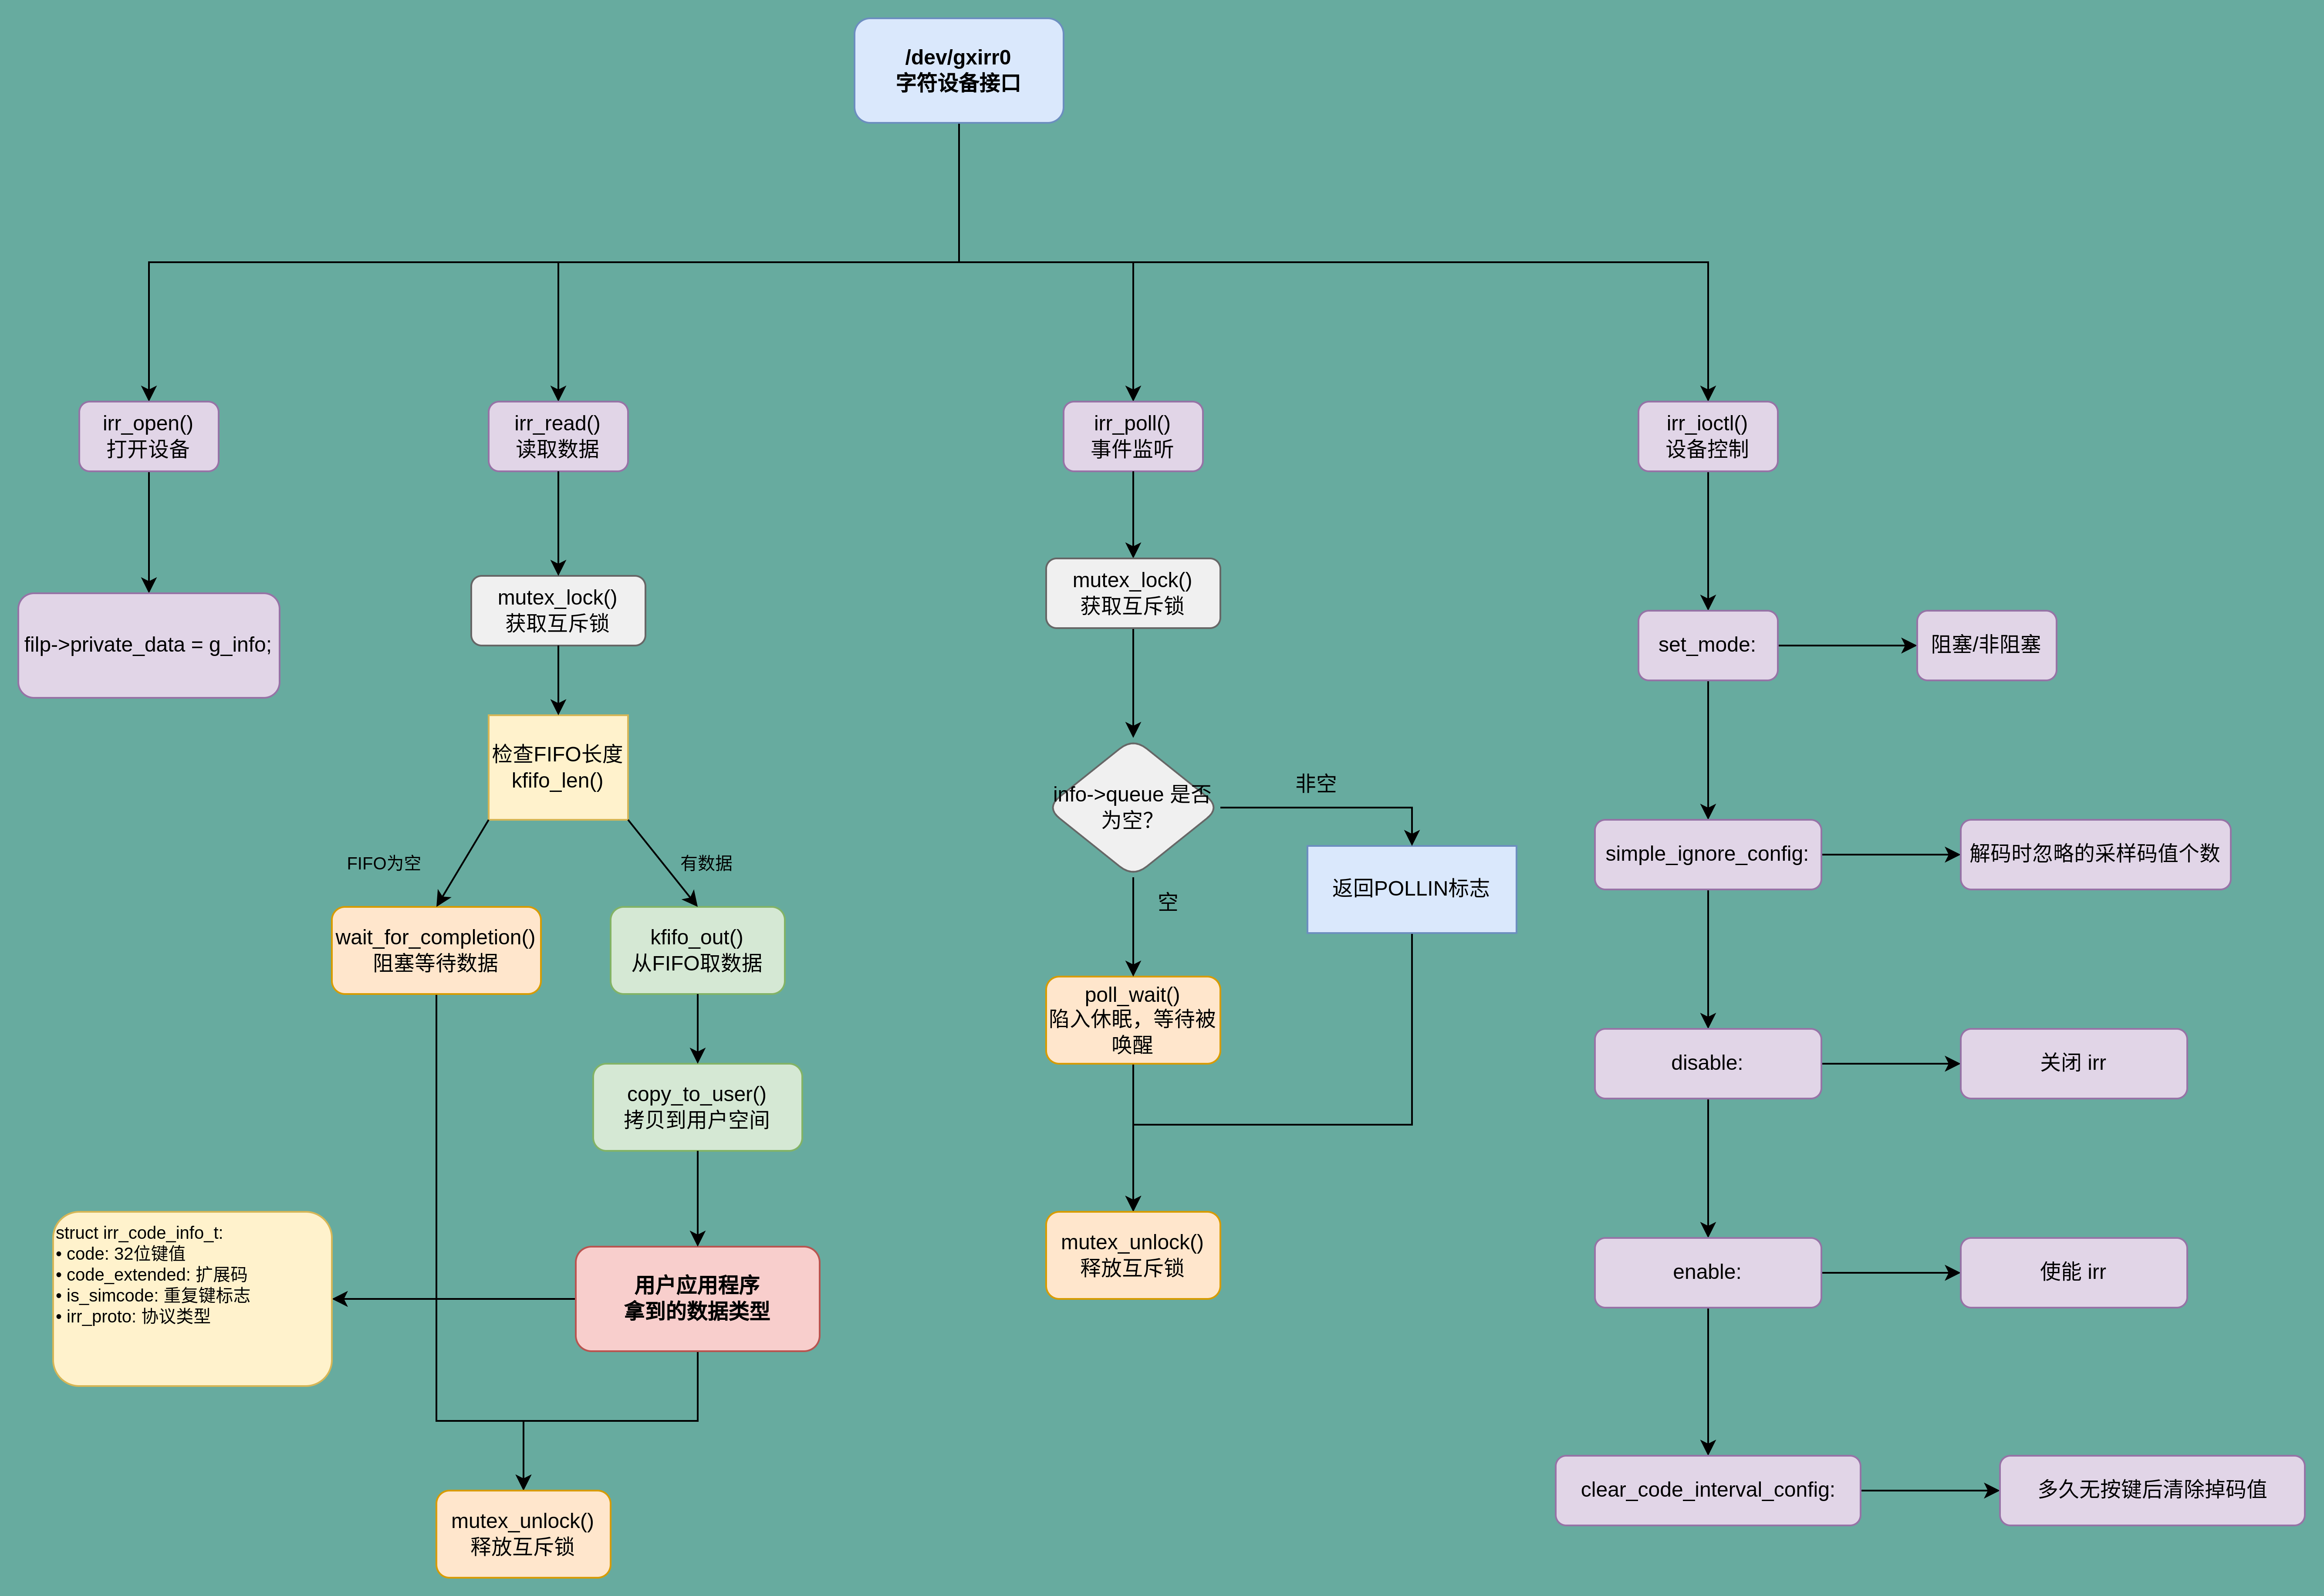 /dev/gxirr0
字符设备接口
irr_open()
打开设备
irr_read()
读取数据
irr_poll()
事件监听
irr_ioctl()
设备控制
filp->private_data = g_info;
mutex_lock()
获取互斥锁
检查FIFO长度
kfifo_len()
FIFO为空
有数据
wait_for_completion()
阻塞等待数据
kfifo_out()
从FIFO取数据
copy_to_user()
拷贝到用户空间
用户应用程序
拿到的数据类型
struct irr_code_info_t:
• code: 32位键值
• code_extended: 扩展码
• is_simcode: 重复键标志
• irr_proto: 协议类型
mutex_unlock()
释放互斥锁
mutex_lock()
获取互斥锁
info->queue 是否
为空？
非空
空
返回POLLIN标志
poll_wait()
陷入休眠，等待被
唤醒
mutex_unlock()
释放互斥锁
set_mode:
阻塞/非阻塞
simple_ignore_config:
解码时忽略的采样码值个数
disable:
关闭 irr
enable:
使能 irr
clear_code_interval_config:
多久无按键后清除掉码值